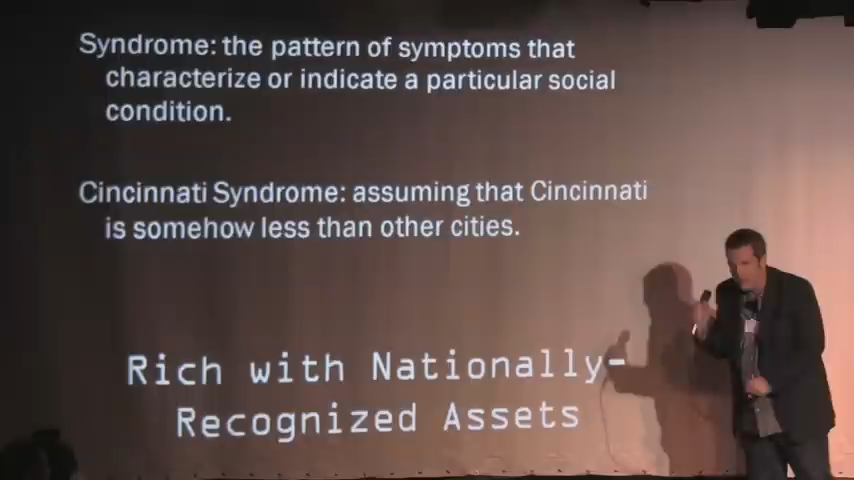 Syndrome: the pattern of symptoms that
characterize or indicate a particular social
condition.
Cincinnati Syndrome: assuming that Cincinnati
is somehow less than other cities.
Rich with Nationally-
Recognized Assets